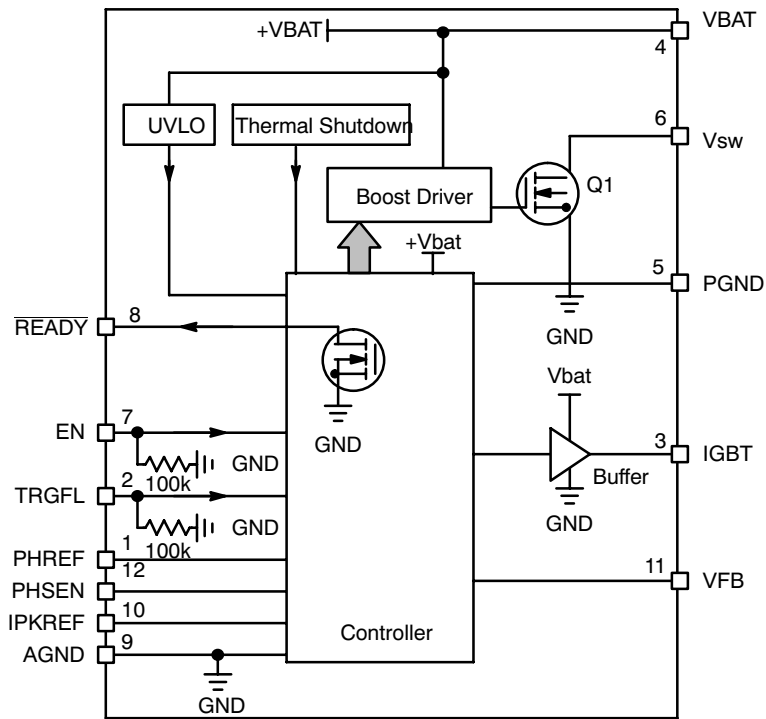 +VBAT
VBAT
4
UVLO
Thermal Shutdown
6
Vsw
Q1
Boost Driver
+Vbat
5
PGND
GND
READY
8
GND
Vbat
EN
7
GND
100k
3
IGBT
Buffer
TRGFL
2
GND
100k
GND
PHREF
1
PHSEN
12
11
VFB
IPKREF
10
Controller
AGND
9
GND